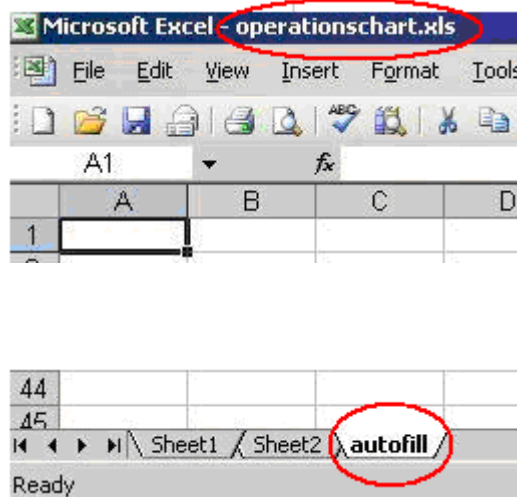 Microsoft Excel - operationschart.xls
File Edit View Insert Format Tools
ABC
A1 fx
A B C D
1
44
45
Sheet1 Sheet2 autofill
Ready